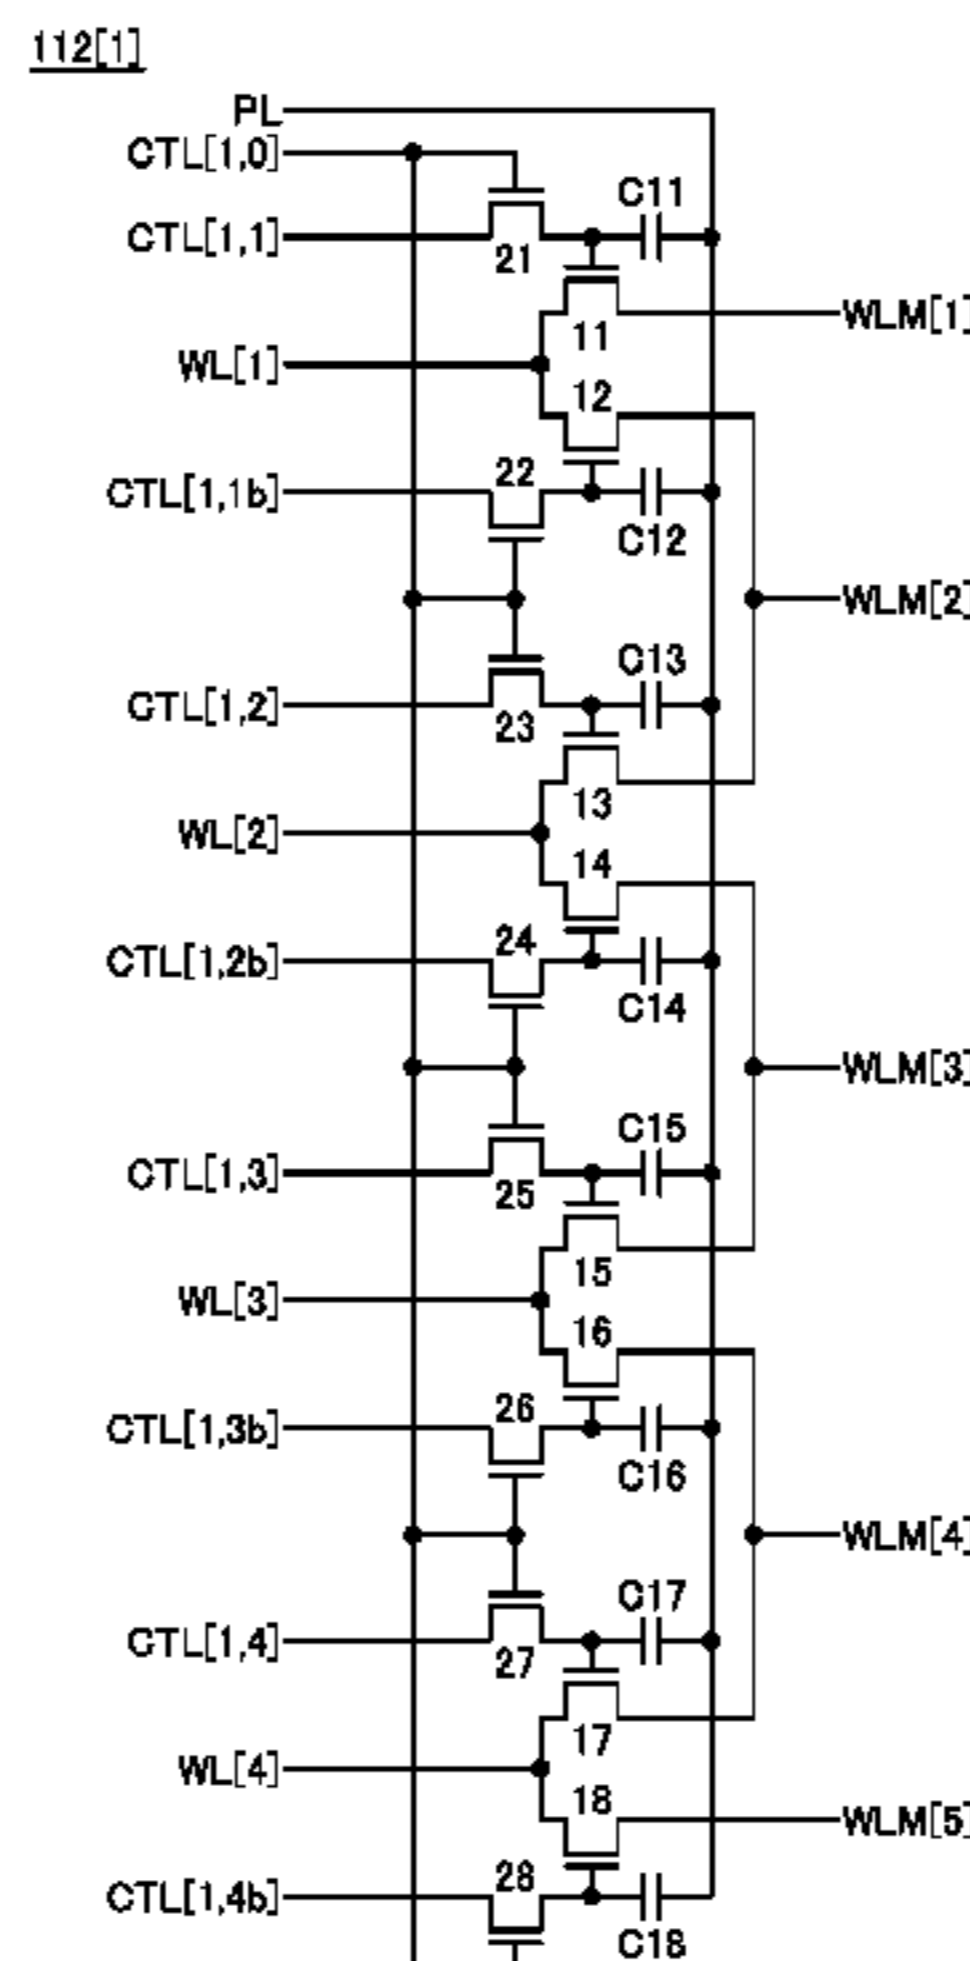 112[1]
PL
CTL[1,0]
C11
CTL[1,1]
21
WLM[1]
11
WL[1]
12
22
CTL[1,1b]
C12
WLM[2]
C13
CTL[1,2]
23
13
WL[2]
14
24
CTL[1,2b]
C14
WLM[3]
C15
CTL[1,3]
25
15
WL[3]
16
26
CTL[1,3b]
C16
WLM[4]
C17
CTL[1,4]
27
17
WL[4]
18
WLM[5]
28
CTL[1,4b]
C18